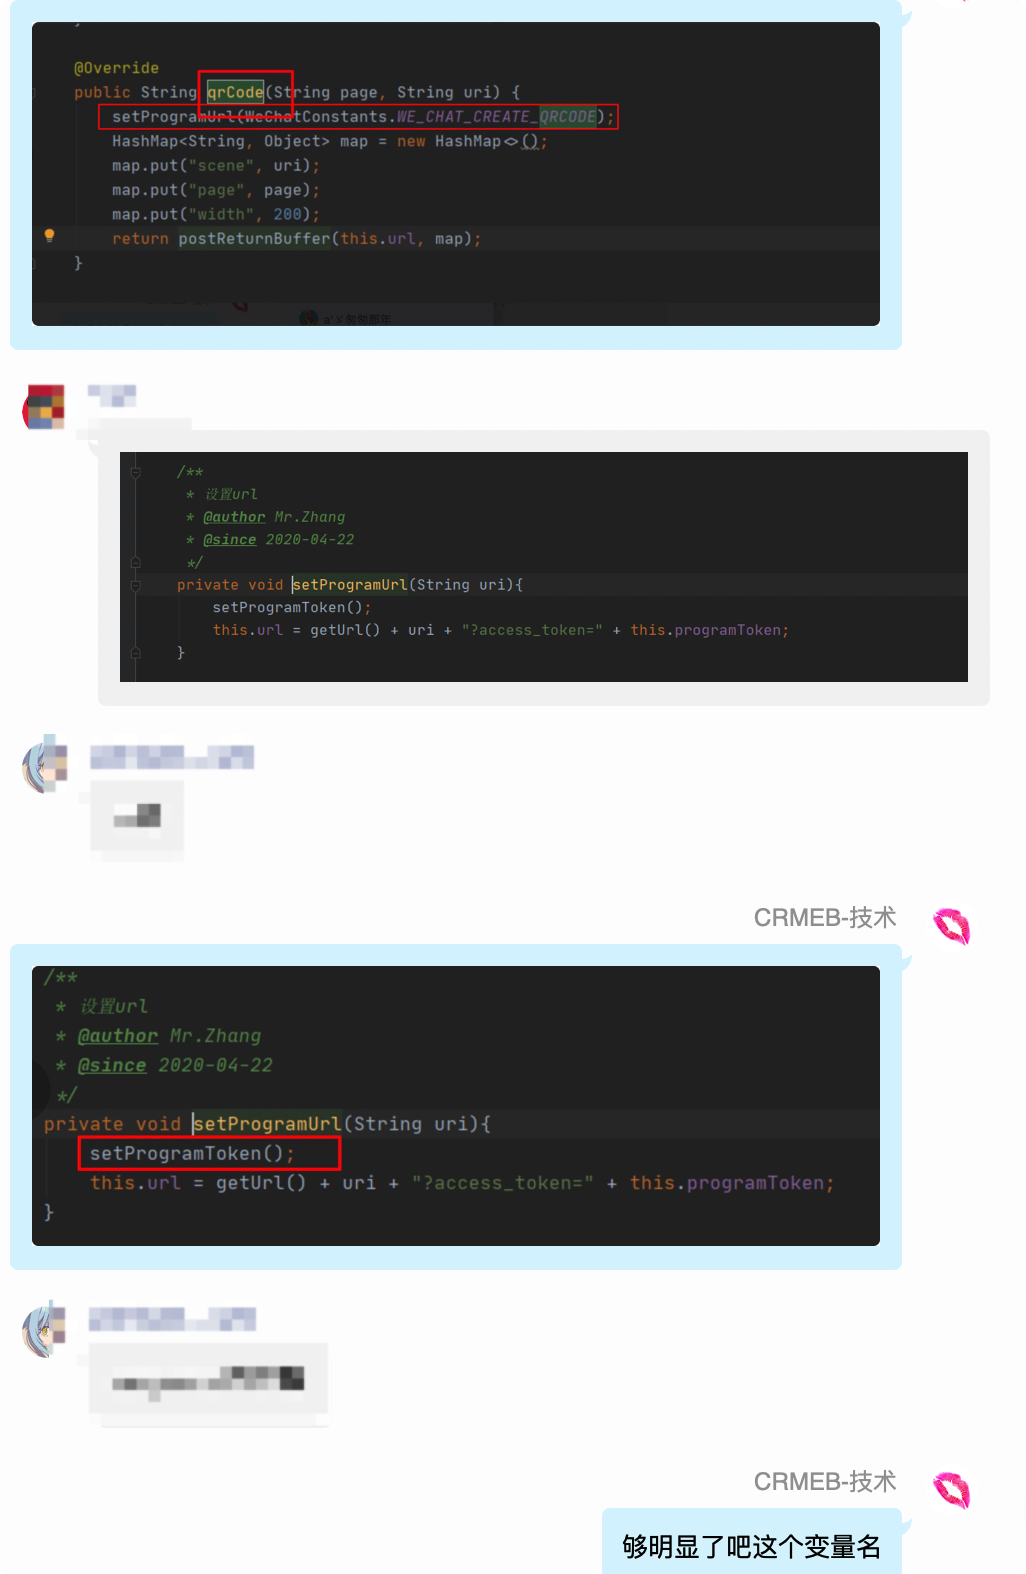 @Override
public String qrCode(String page, String uri) {
setProgramUrl(WeChatConstants.WE_CHAT_CREATE_QRCODE);
HashMap<String, Object> map = new HashMap<>();
map.put("scene", uri);
map.put("page", page);
map.put("width", 200);
return postReturnBuffer(this.url, map);
}
/**
* 设置url
* @author Mr.Zhang
* @since 2020-04-22
*/
private void setProgramUrl(String uri){
setProgramToken();
this.url = getUrl() + uri + "?access_token=" + this.programToken;
}
CRMEB-技术
/**
* 设置url
* @author Mr.Zhang
* @since 2020-04-22
*/
private void setProgramUrl(String uri){
setProgramToken();
this.url = getUrl() + uri + "?access_token=" + this.programToken;
}
CRMEB-技术
够明显了吧这个变量名